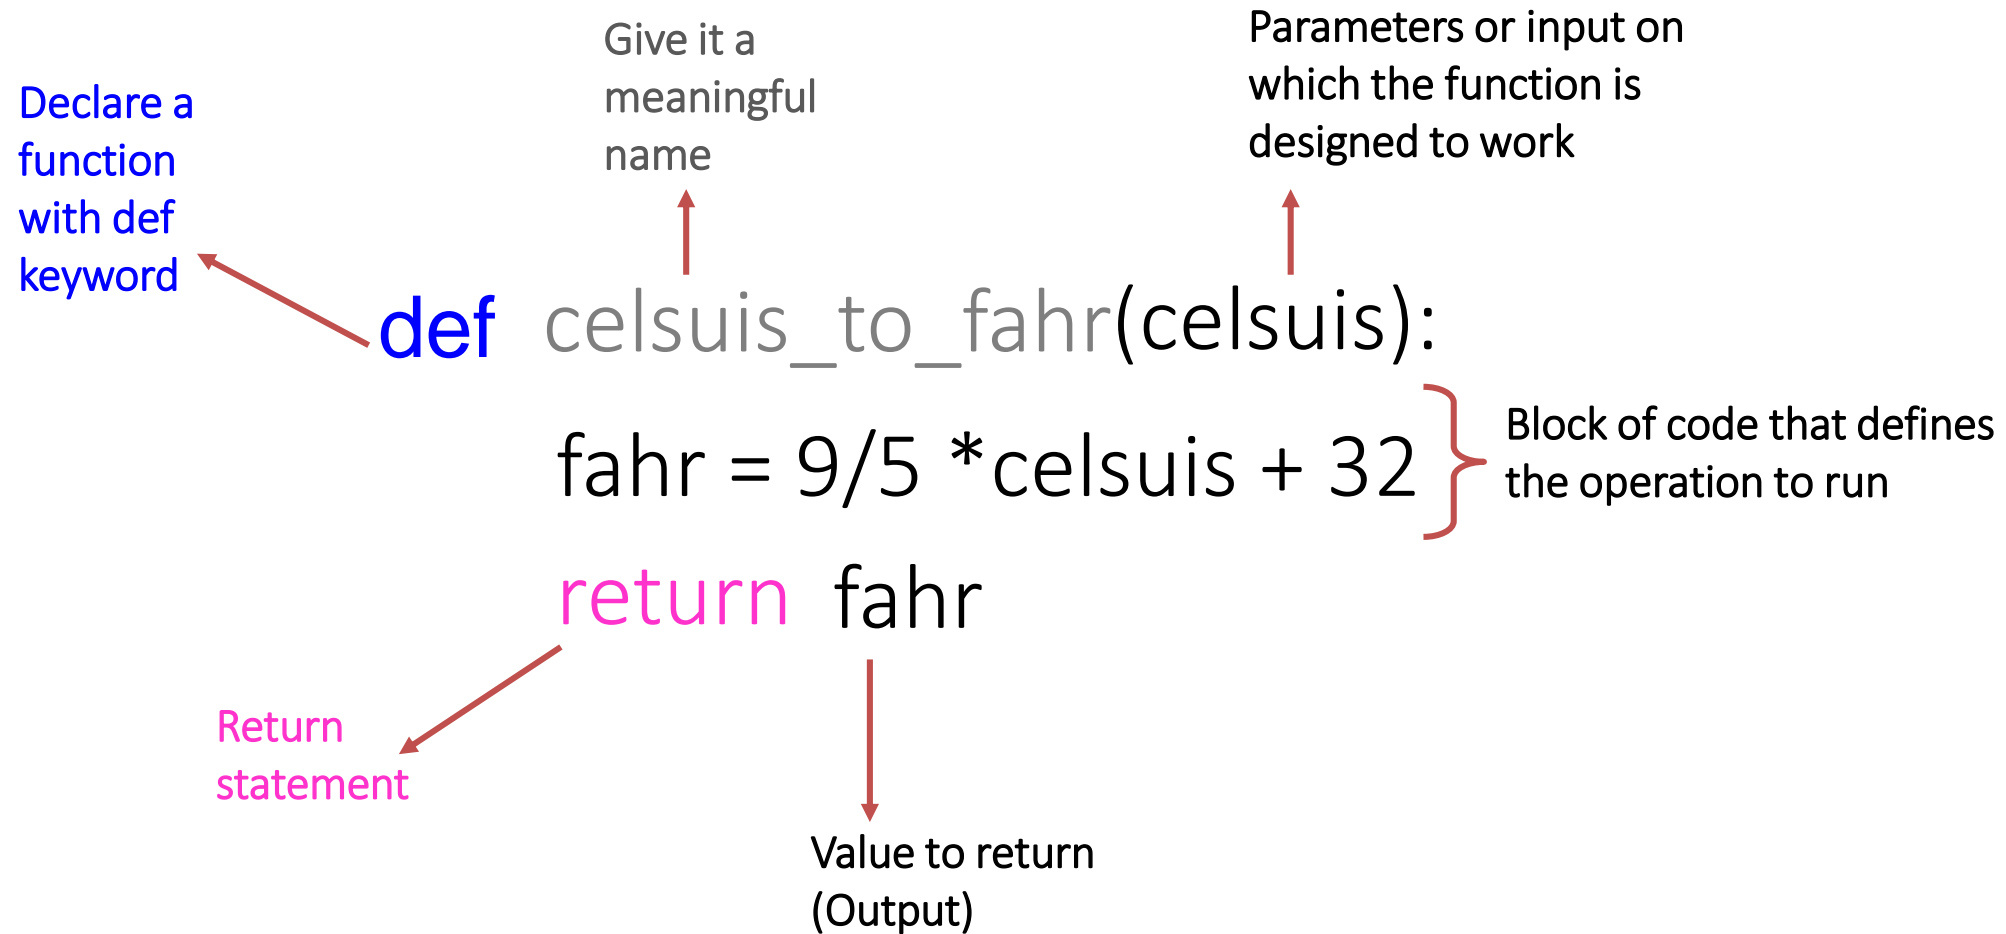 Give it a
meaningful
name
Parameters or input on
which the function is
designed to work
Declare a
function
with def
keyword
def celsuis_to_fahr(celsuis):
fahr = 9/5 *celsuis + 32
Block of code that defines
the operation to run
return fahr
Return
statement
Value to return
(Output)